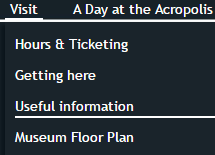 Visit A Day at the Acropolis
Hours & Ticketing
Getting here
Useful information
Museum Floor Plan